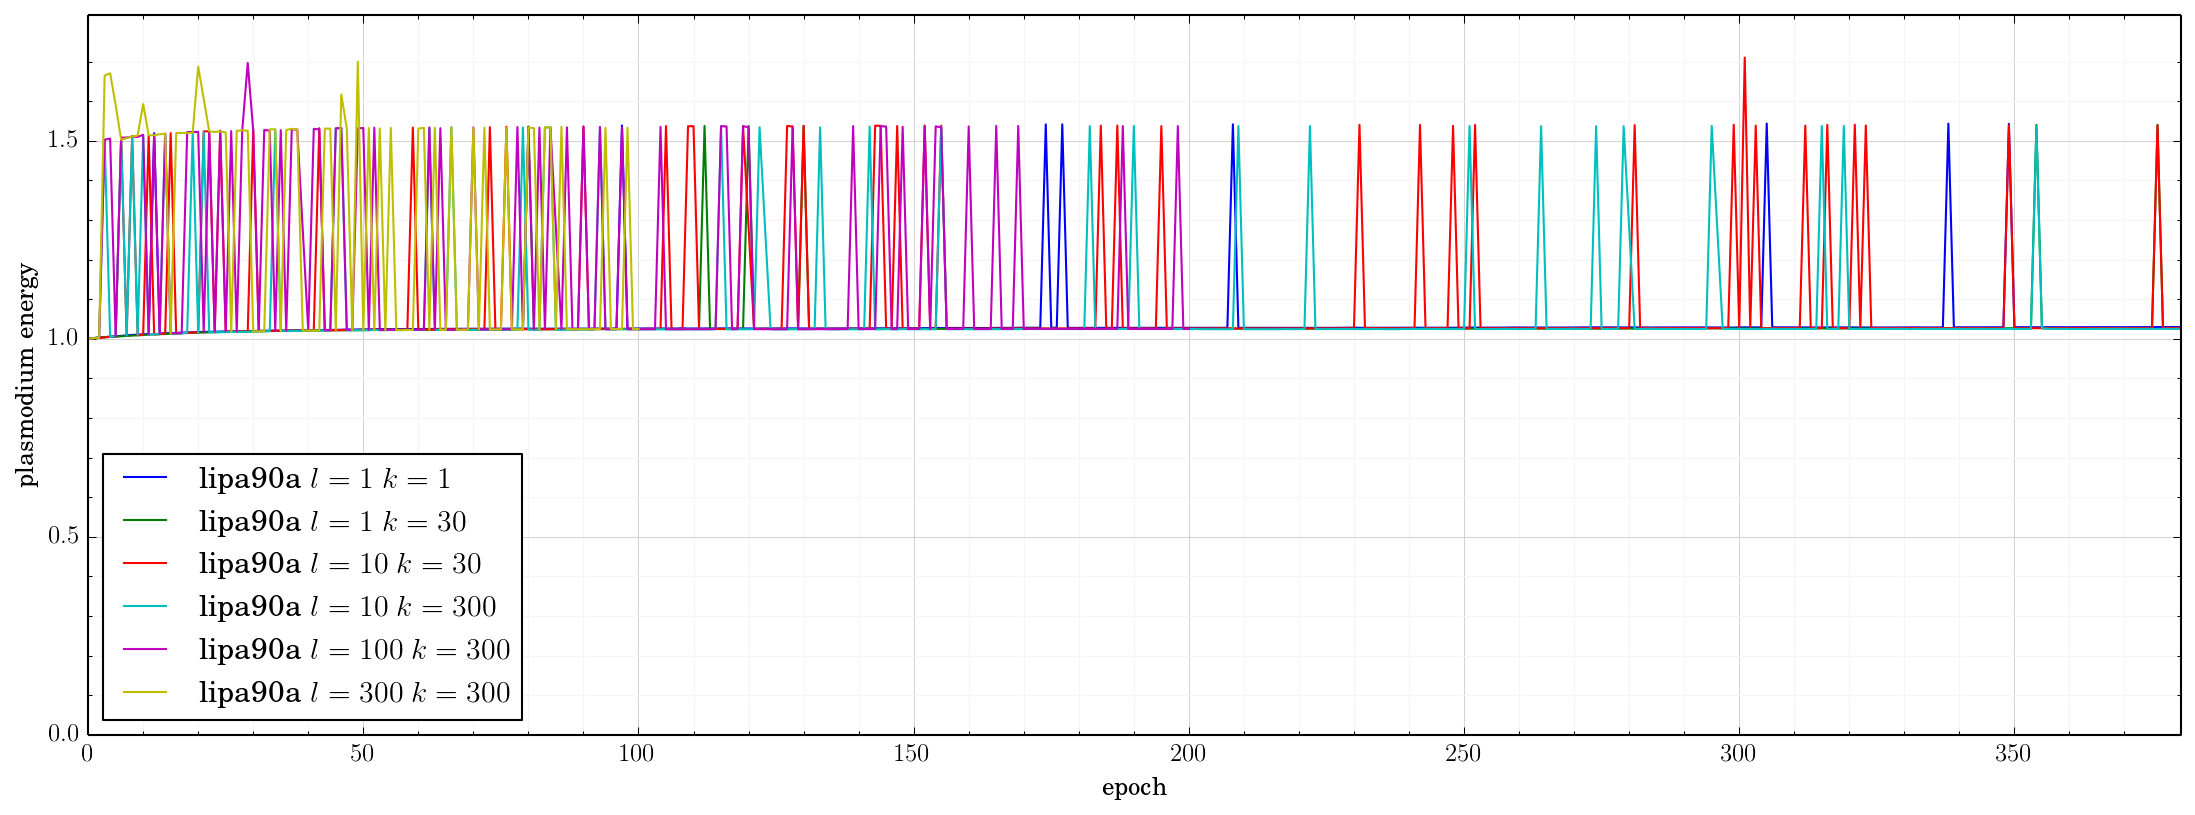 plasmodium energy
1.5
1.0
0.5
0.0
lipa90a l = 1 k = 1
lipa90a l = 1 k = 30
lipa90a l = 10 k = 30
lipa90a l = 10 k = 300
lipa90a l = 100 k = 300
lipa90a l = 300 k = 300
0 50 100 150 200 250 300 350
epoch